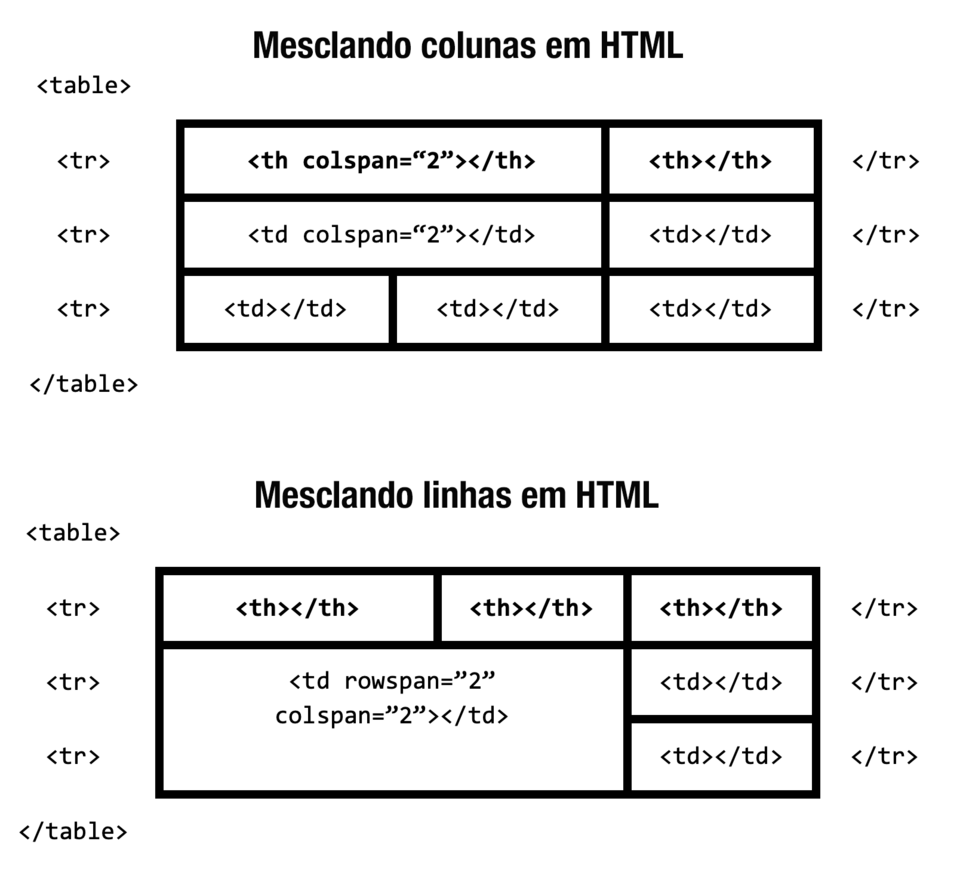 Mesclando colunas em HTML
<table>
<tr> <th colspan=“2”></th> <th></th> </tr>
<tr> <td colspan=“2”></td> <td></td> </tr>
<tr> <td></td> <td></td> <td></td> </tr>
</table>
Mesclando linhas em HTML
<table>
<tr> <th></th> <th></th> <th></th> </tr>
<tr> <td rowspan=”2” <td></td> </tr>
colspan=”2”></td>
<tr> <td></td> </tr>
</table>